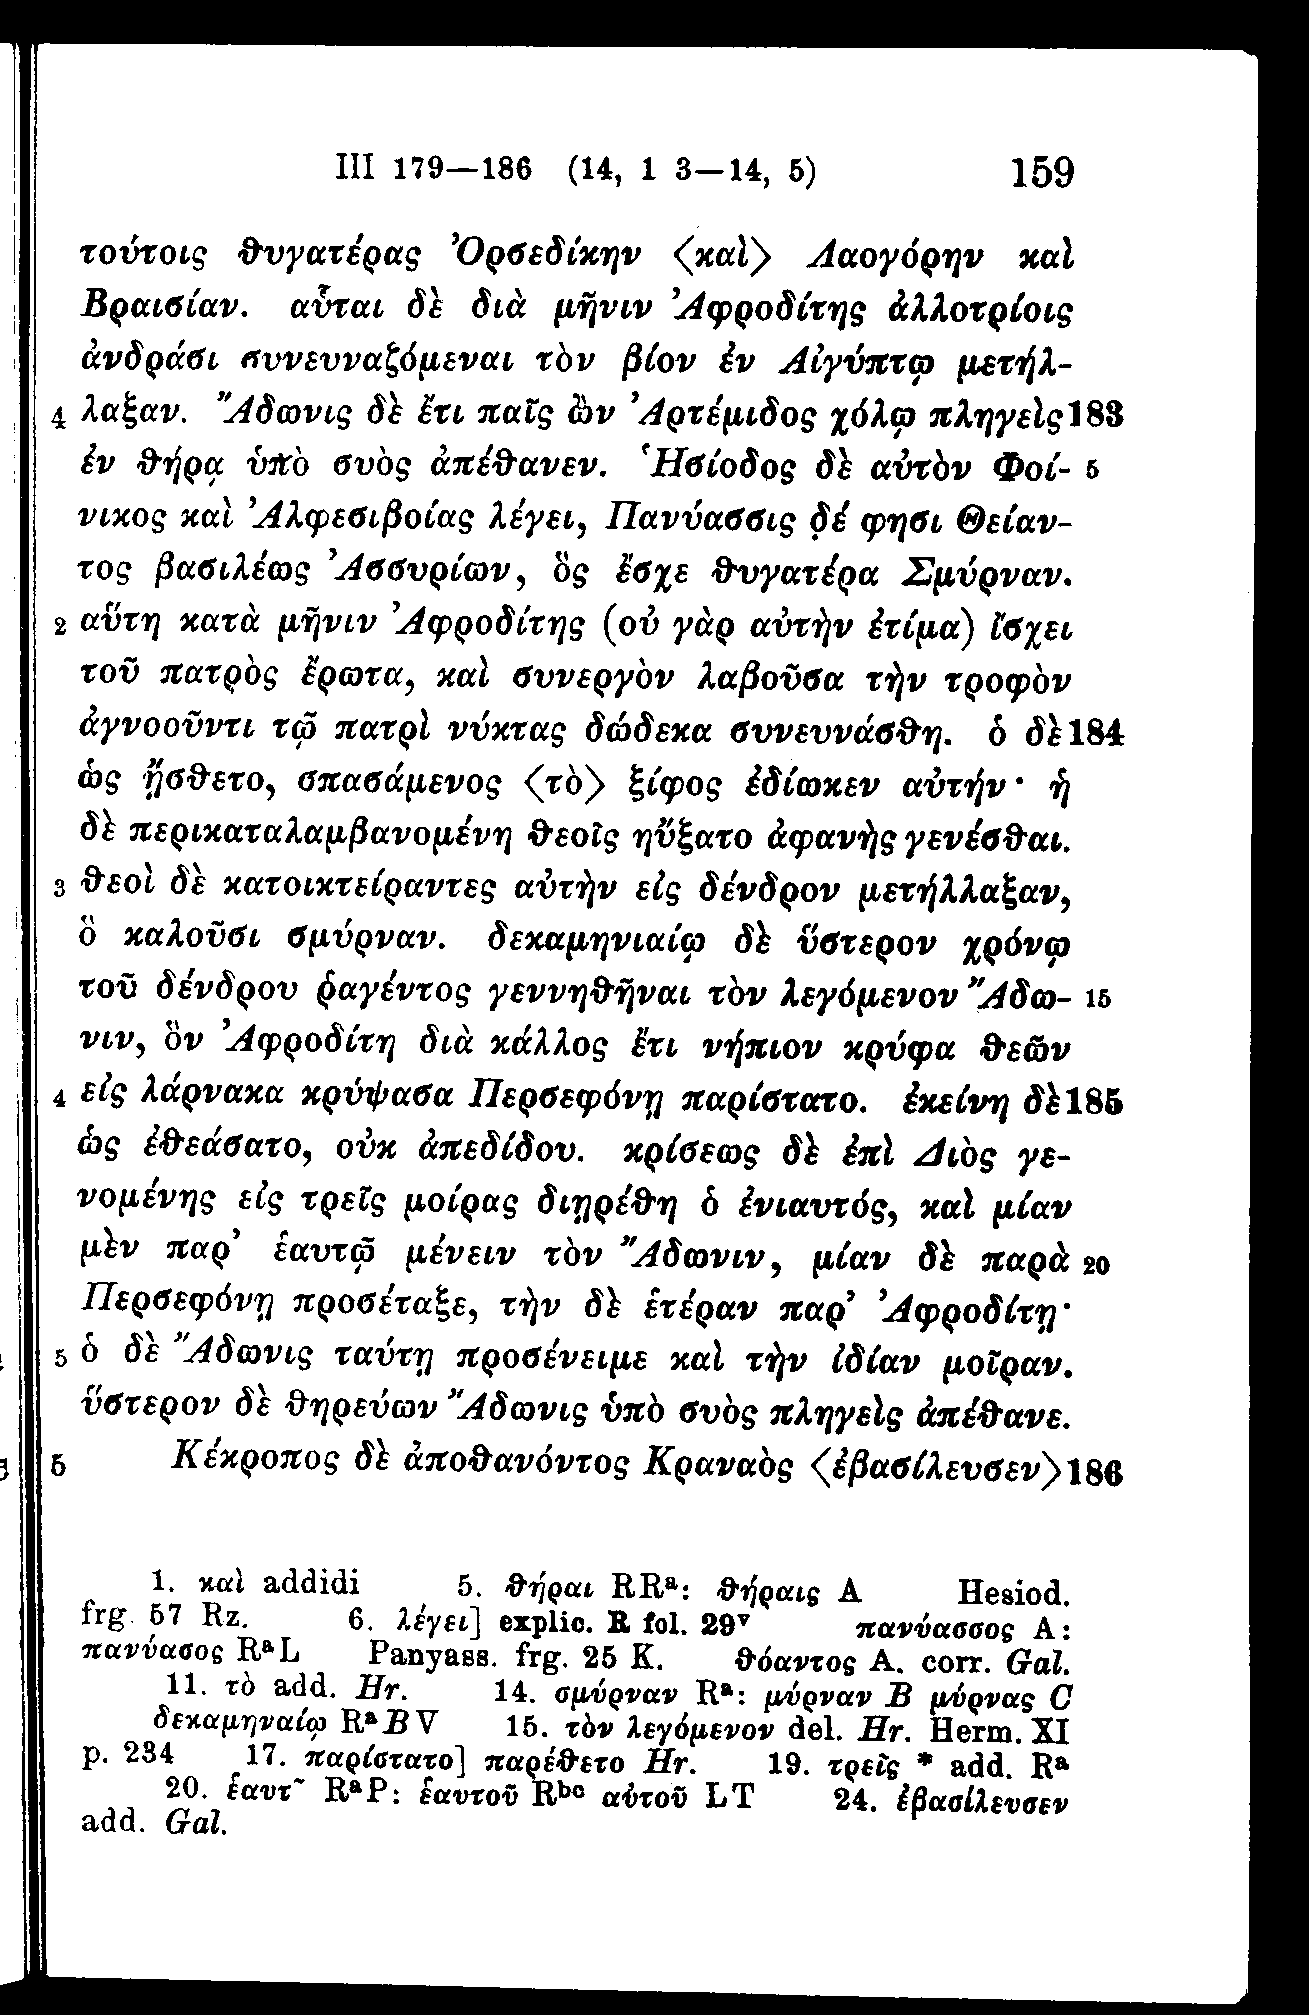 III 179—186 (14, 1 3—14, 5) 159
τούτοις θυγατέρας Ὀρσεδίκην 〈καὶ〉 Λαογόρην καὶ
Βραισίαν. αὗται δὲ διὰ μῆνιν Ἀφροδίτης ἀλλοτρίοις
ἀνδράσι συνευναζόμεναι τὸν βίον ἐν Αἰγύπτῳ μετήλ-
4 λαξαν. Ἄδωνις δὲ ἔτι παῖς ὢν Ἀρτέμιδος χόλῳ πληγεὶς 183
ἐν θήρᾳ ὑπὸ συὸς ἀπέθανεν. Ἡσίοδος δὲ αὐτὸν Φοί- 5
νικος καὶ Ἀλφεσιβοίας λέγει, Πανύασσις δέ φησι Θείαν-
τος βασιλέως Ἀσσυρίων, ὃς ἔσχε θυγατέρα Σμύρναν.
2 αὕτη κατὰ μῆνιν Ἀφροδίτης (οὐ γὰρ αὐτὴν ἐτίμα) ἴσχει
τοῦ πατρὸς ἔρωτα, καὶ συνεργὸν λαβοῦσα τὴν τροφὸν
ἀγνοοῦντι τῷ πατρὶ νύκτας δώδεκα συνευνάσθη. ὁ δὲ 184
ὡς ᾔσθετο, σπασάμενος 〈τὸ〉 ξίφος ἐδίωκεν αὐτήν· ἡ
δὲ περικαταλαμβανομένη θεοῖς ηὔξατο ἀφανὴς γενέσθαι.
3 θεοὶ δὲ κατοικτείραντες αὐτὴν εἰς δένδρον μετήλλαξαν,
ὃ καλοῦσι σμύρναν. δεκαμηνιαίῳ δὲ ὕστερον χρόνῳ
τοῦ δένδρου ῥαγέντος γεννηθῆναι τὸν λεγόμενον Ἄδω- 15
νιν, ὃν Ἀφροδίτη διὰ κάλλος ἔτι νήπιον κρύφα θεῶν
4 εἰς λάρνακα κρύψασα Περσεφόνῃ παρίστατο. ἐκείνη δὲ 185
ὡς ἐθεάσατο, οὐκ ἀπεδίδου. κρίσεως δὲ ἐπὶ Διὸς γε-
νομένης εἰς τρεῖς μοίρας διῃρέθη ὁ ἐνιαυτός, καὶ μίαν
μὲν παρ’ ἑαυτῷ μένειν τὸν Ἄδωνιν, μίαν δὲ παρὰ 20
Περσεφόνῃ προσέταξε, τὴν δὲ ἑτέραν παρ’ Ἀφροδίτῃ·
5 ὁ δὲ Ἄδωνις ταύτῃ προσένειμε καὶ τὴν ἰδίαν μοῖραν.
ὕστερον δὲ θηρεύων Ἄδωνις ὑπὸ συὸς πληγεὶς ἀπέθανε.
5 Κέκροπος δὲ ἀποθανόντος Κραναὸς 〈ἐβασίλευσεν〉 186
1. καὶ addidi 5. θήραι RRᵃ: θήραις A Hesiod.
frg. 57 Rz. 6. λέγει] explic. R fol. 29ᵛ πανύασσος A:
πανύασος RᵃL Panyass. frg. 25 K. θόαντος A. corr. Gal.
11. τὸ add. Hr. 14. σμύρναν Rᵃ: μύρναν B μύρνας C
δεκαμηναίῳ RᵃBV 15. τὸν λεγόμενον del. Hr. Herm. XI
p. 234 17. παρίστατο] παρέθετο Hr. 19. τρεῖς * add. Rᵃ
20. ἑαυτ~ RᵃP: ἑαυτοῦ Rᵇᶜ αὑτοῦ LT 24. ἐβασίλευσεν
add. Gal.